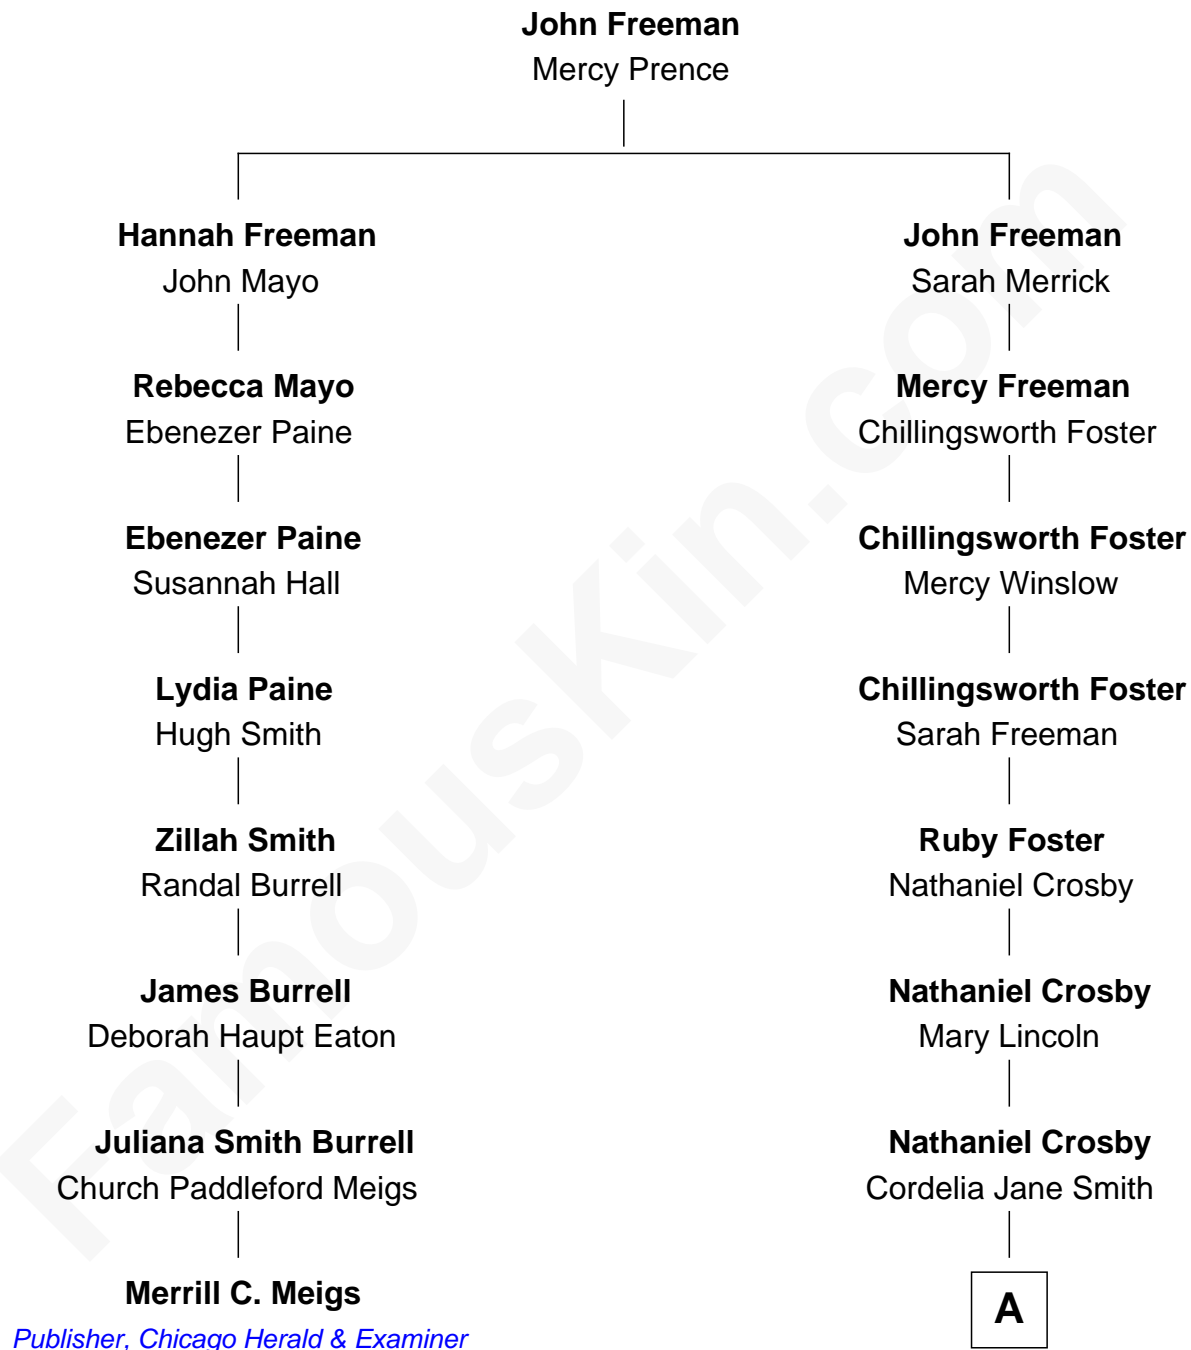 John Freeman
Mercy Prence
Hannah Freeman
John Mayo
Rebecca Mayo
Ebenezer Paine
Ebenezer Paine
Susannah Hall
Lydia Paine
Hugh Smith
Zillah Smith
Randal Burrell
James Burrell
Deborah Haupt Eaton
Juliana Smith Burrell
Church Paddleford Meigs
Merrill C. Meigs
Publisher, Chicago Herald & Examiner
John Freeman
Sarah Merrick
Mercy Freeman
Chillingsworth Foster
Chillingsworth Foster
Mercy Winslow
Chillingsworth Foster
Sarah Freeman
Ruby Foster
Nathaniel Crosby
Nathaniel Crosby
Mary Lincoln
Nathaniel Crosby
Cordelia Jane Smith
A
FamousKin.com